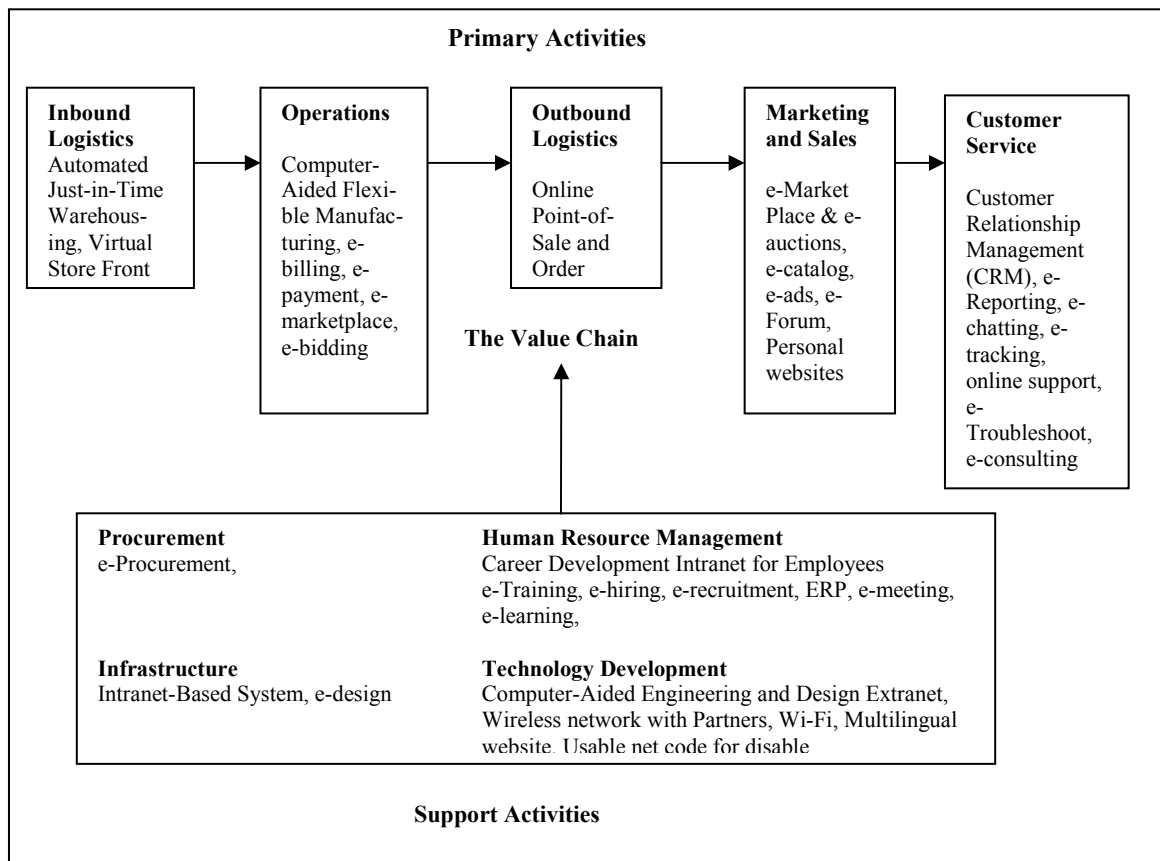 Primary Activities
Inbound
Logistics
Automated
Just-in-Time
Warehous-
ing, Virtual
Store Front
Operations
Computer-
Aided Flexi-
ble Manufac-
turing, e-
billing, e-
payment, e-
marketplace,
e-bidding
Outbound
Logistics
Online
Point-of-
Sale and
Order
Marketing
and Sales
e-Market
Place & e-
auctions,
e-catalog,
e-ads, e-
Forum,
Personal
websites
Customer
Service
Customer
Relationship
Management
(CRM), e-
Reporting, e-
chatting, e-
tracking,
online support,
e-
Troubleshoot,
e-consulting
The Value Chain
Procurement
e-Procurement,
Human Resource Management
Career Development Intranet for Employees
e-Training, e-hiring, e-recruitment, ERP, e-meeting,
e-learning,
Infrastructure
Intranet-Based System, e-design
Technology Development
Computer-Aided Engineering and Design Extranet,
Wireless network with Partners, Wi-Fi, Multilingual
website. Usable net code for disable
Support Activities